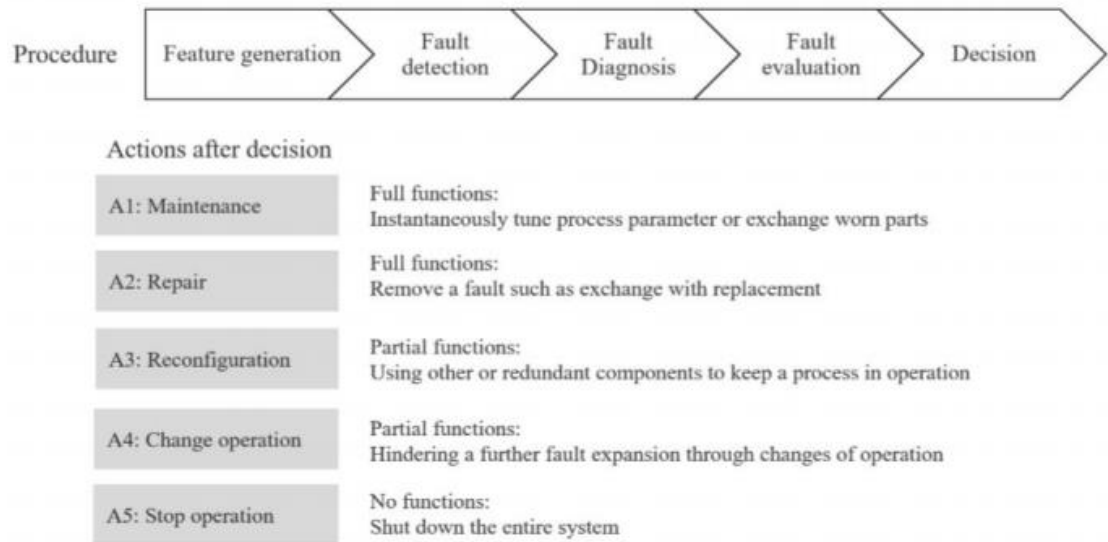 Procedure
Feature generation
Fault
detection
Fault
Diagnosis
Fault
evaluation
Decision
Actions after decision
A1: Maintenance
Full functions:
Instantaneously tune process parameter or exchange worn parts
A2: Repair
Full functions:
Remove a fault such as exchange with replacement
A3: Reconfiguration
Partial functions:
Using other or redundant components to keep a process in operation
A4: Change operation
Partial functions:
Hindering a further fault expansion through changes of operation
A5: Stop operation
No functions:
Shut down the entire system